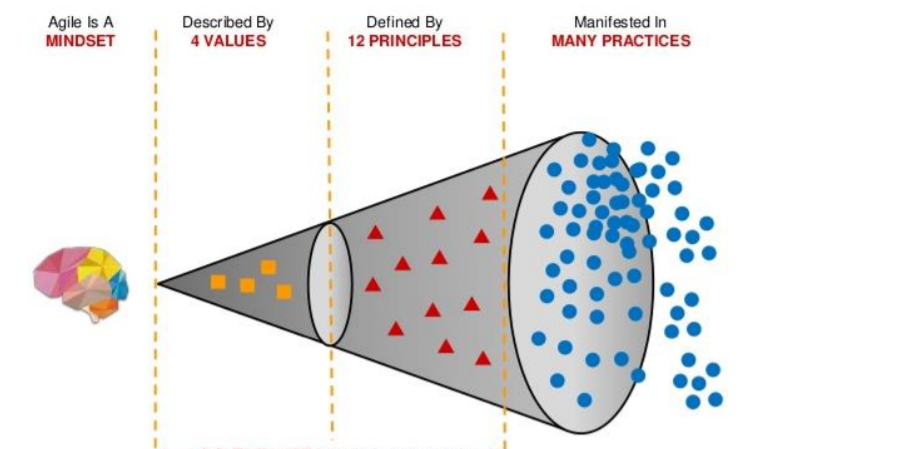 Agile Is A
MINDSET
Described By
4 VALUES
Defined By
12 PRINCIPLES
Manifested In
MANY PRACTICES